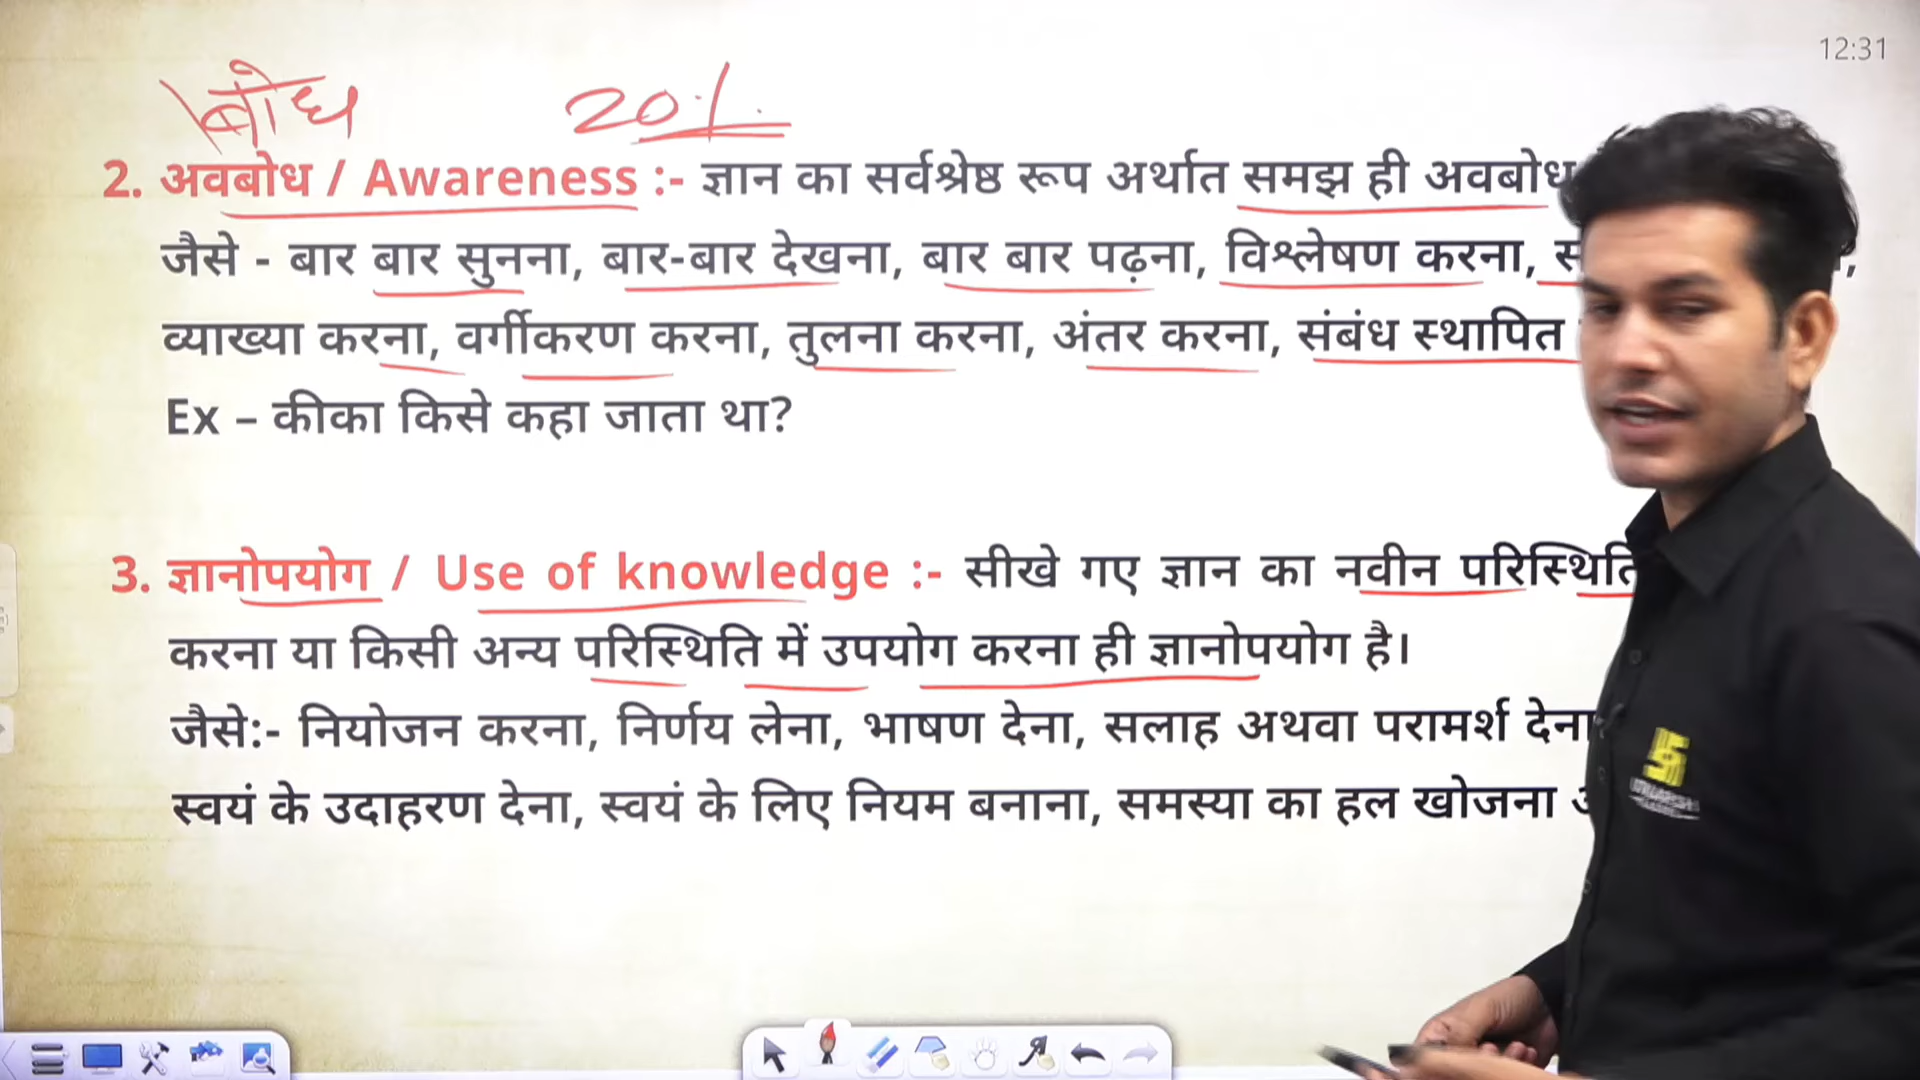 12:31
बोध 20%
2. अवबोध / Awareness :- ज्ञान का सर्वश्रेष्ठ रूप अर्थात समझ ही अवबोध
जैसे - बार बार सुनना, बार-बार देखना, बार बार पढ़ना, विश्लेषण करना,
व्याख्या करना, वर्गीकरण करना, तुलना करना, अंतर करना, संबंध स्थापित
Ex – कीका किसे कहा जाता था?
3. ज्ञानोपयोग / Use of knowledge :- सीखे गए ज्ञान का नवीन परिस्थिति
करना या किसी अन्य परिस्थिति में उपयोग करना ही ज्ञानोपयोग है।
जैसे:- नियोजन करना, निर्णय लेना, भाषण देना, सलाह अथवा परामर्श देना
स्वयं के उदाहरण देना, स्वयं के लिए नियम बनाना, समस्या का हल खोजना